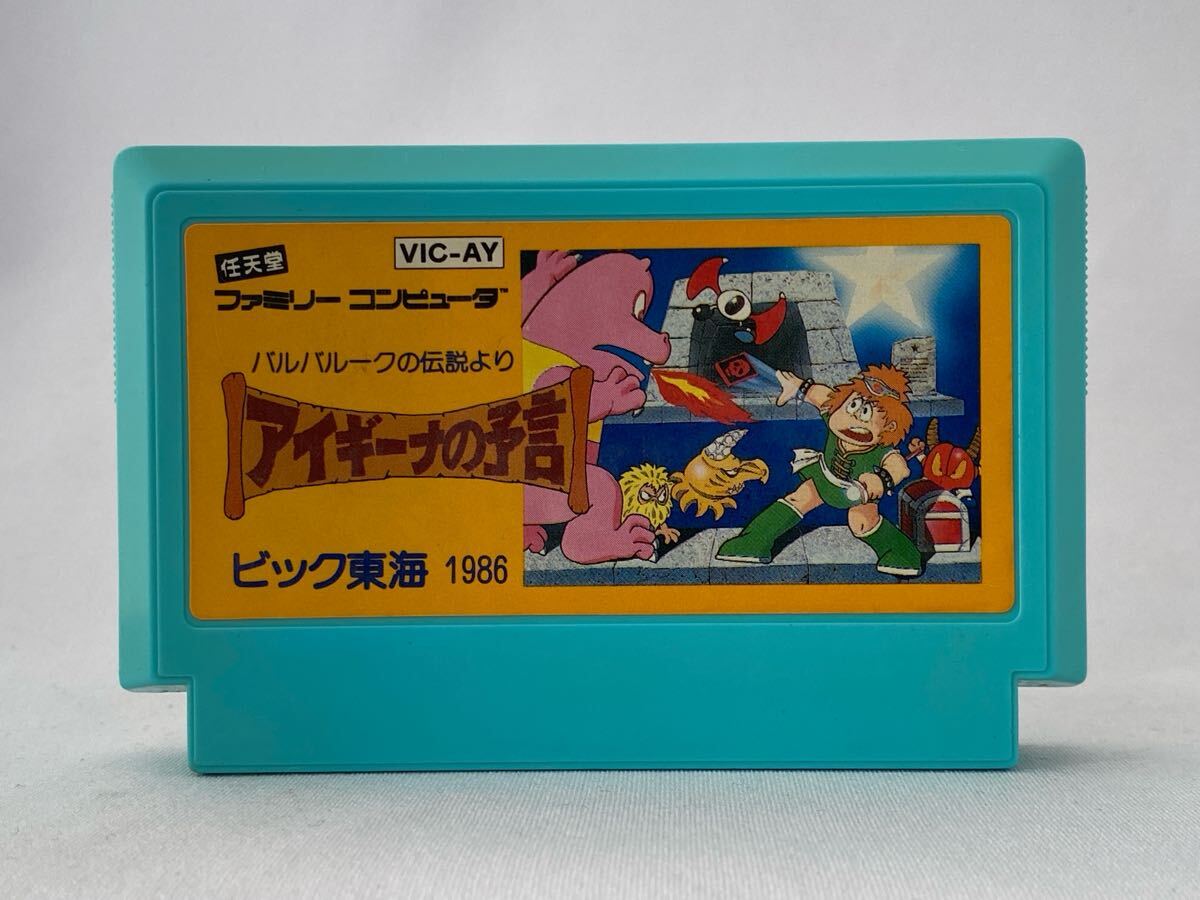 任天堂
VIC-AY
ファミリー コンピュータ™
バルバルークの伝説より
アイギーナの予言
ビック東海 1986